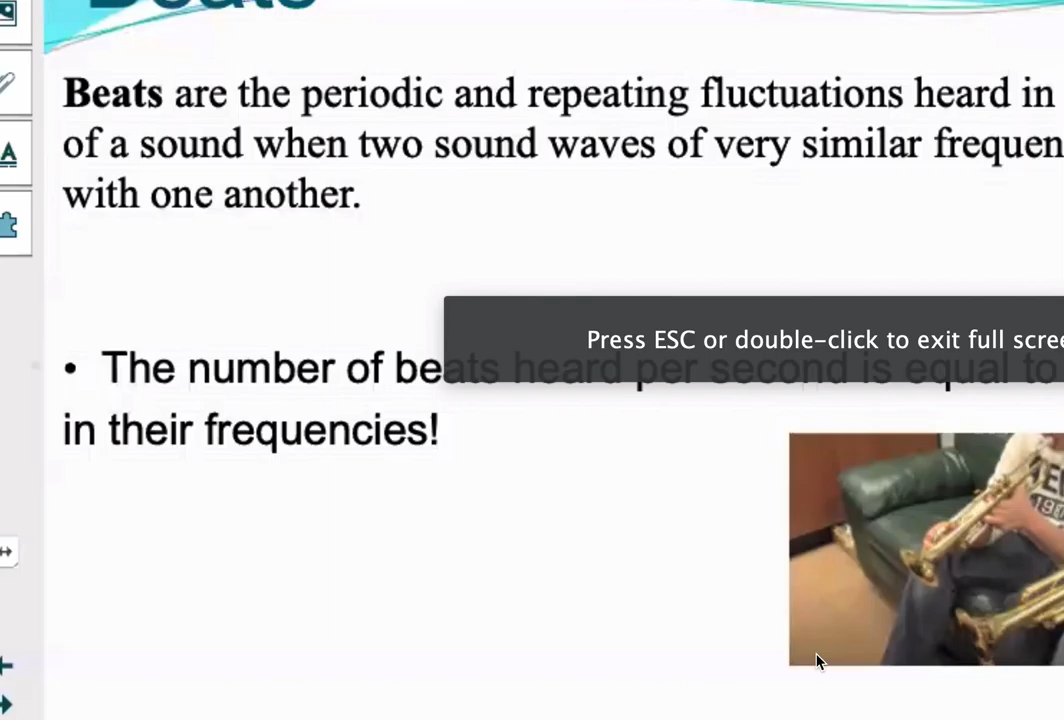 Beats
Beats are the periodic and repeating fluctuations heard in
of a sound when two sound waves of very similar frequen
with one another.
Press ESC or double-click to exit full scree
• The number of beats heard per second is equal to
in their frequencies!
E
198
A